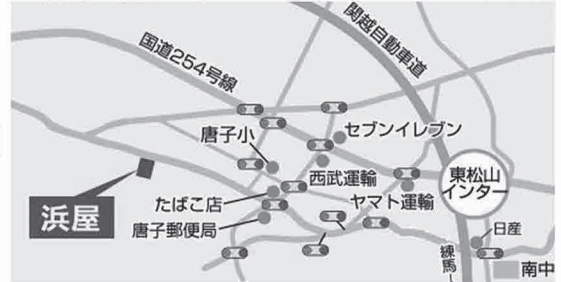 関越自動車道
国道254号線
唐子小
セブンイレブン
西武運輸
東松山
インター
たばこ店
ヤマト運輸
浜屋
唐子郵便局
日産
練馬
南中